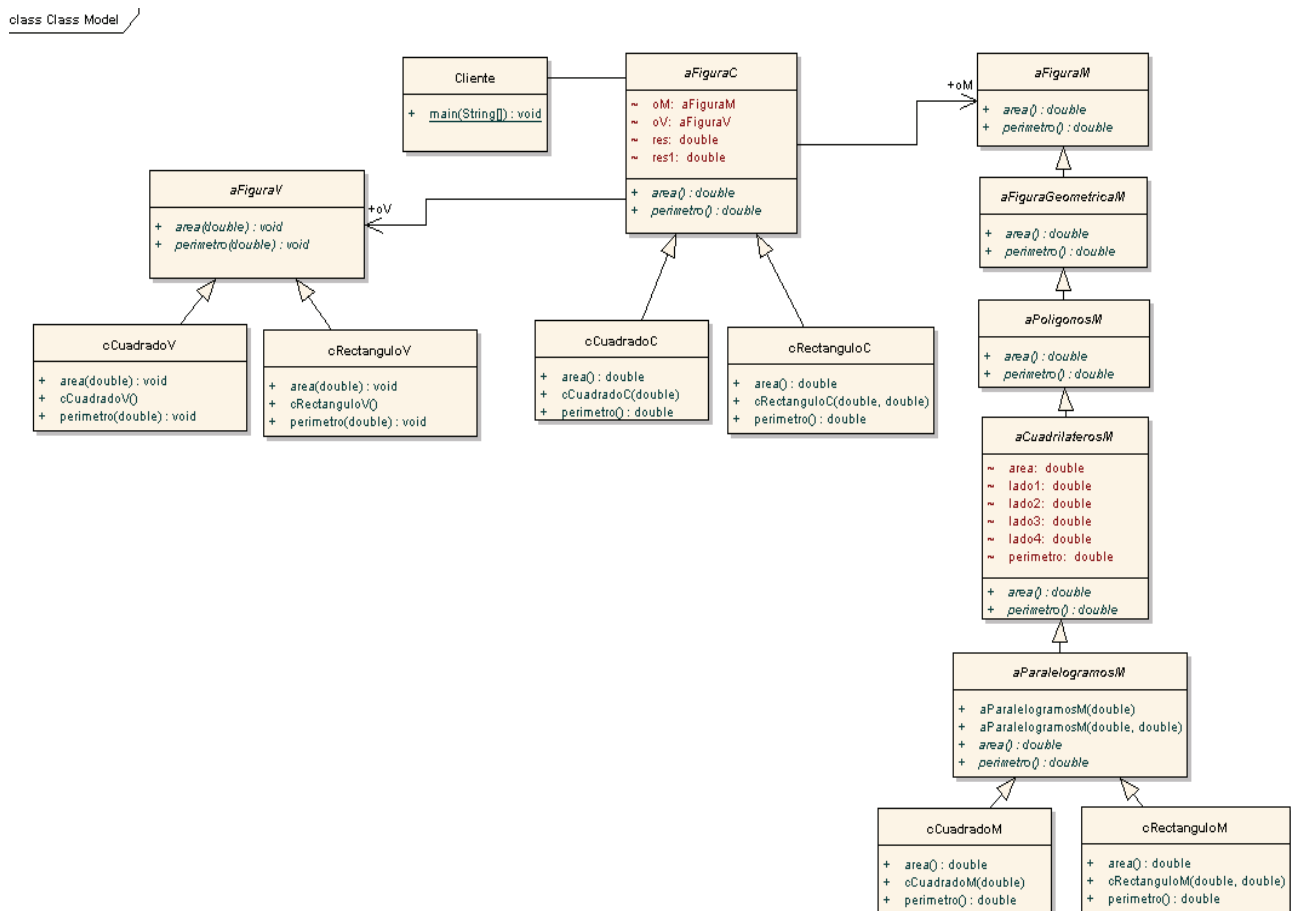 class Class Model
Cliente
+ main(String[]) : void
aFiguraC
~ oM: aFiguraM
~ oV: aFiguraV
~ res: double
~ res1: double
+ area() : double
+ perimetro() : double
+oM
aFiguraM
+ area() : double
+ perimetro() : double
aFiguraV
+ area(double) : void
+ perimetro(double) : void
+oV
aFiguraGeometricaM
+ area() : double
+ perimetro() : double
cCuadradoV
+ area(double) : void
+ cCuadradoV()
+ perimetro(double) : void
cRectanguloV
+ area(double) : void
+ cRectanguloV()
+ perimetro(double) : void
cCuadradoC
+ area() : double
+ cCuadradoC(double)
+ perimetro() : double
cRectanguloC
+ area() : double
+ cRectanguloC(double, double)
+ perimetro() : double
aPoligonosM
+ area() : double
+ perimetro() : double
aCuadrilaterosM
~ area: double
~ lado1: double
~ lado2: double
~ lado3: double
~ lado4: double
~ perimetro: double
+ area() : double
+ perimetro() : double
aParalelogramosM
+ aParalelogramosM(double)
+ aParalelogramosM(double, double)
+ area() : double
+ perimetro() : double
cCuadradoM
+ area() : double
+ cCuadradoM(double)
+ perimetro() : double
cRectanguloM
+ area() : double
+ cRectanguloM(double, double)
+ perimetro() : double